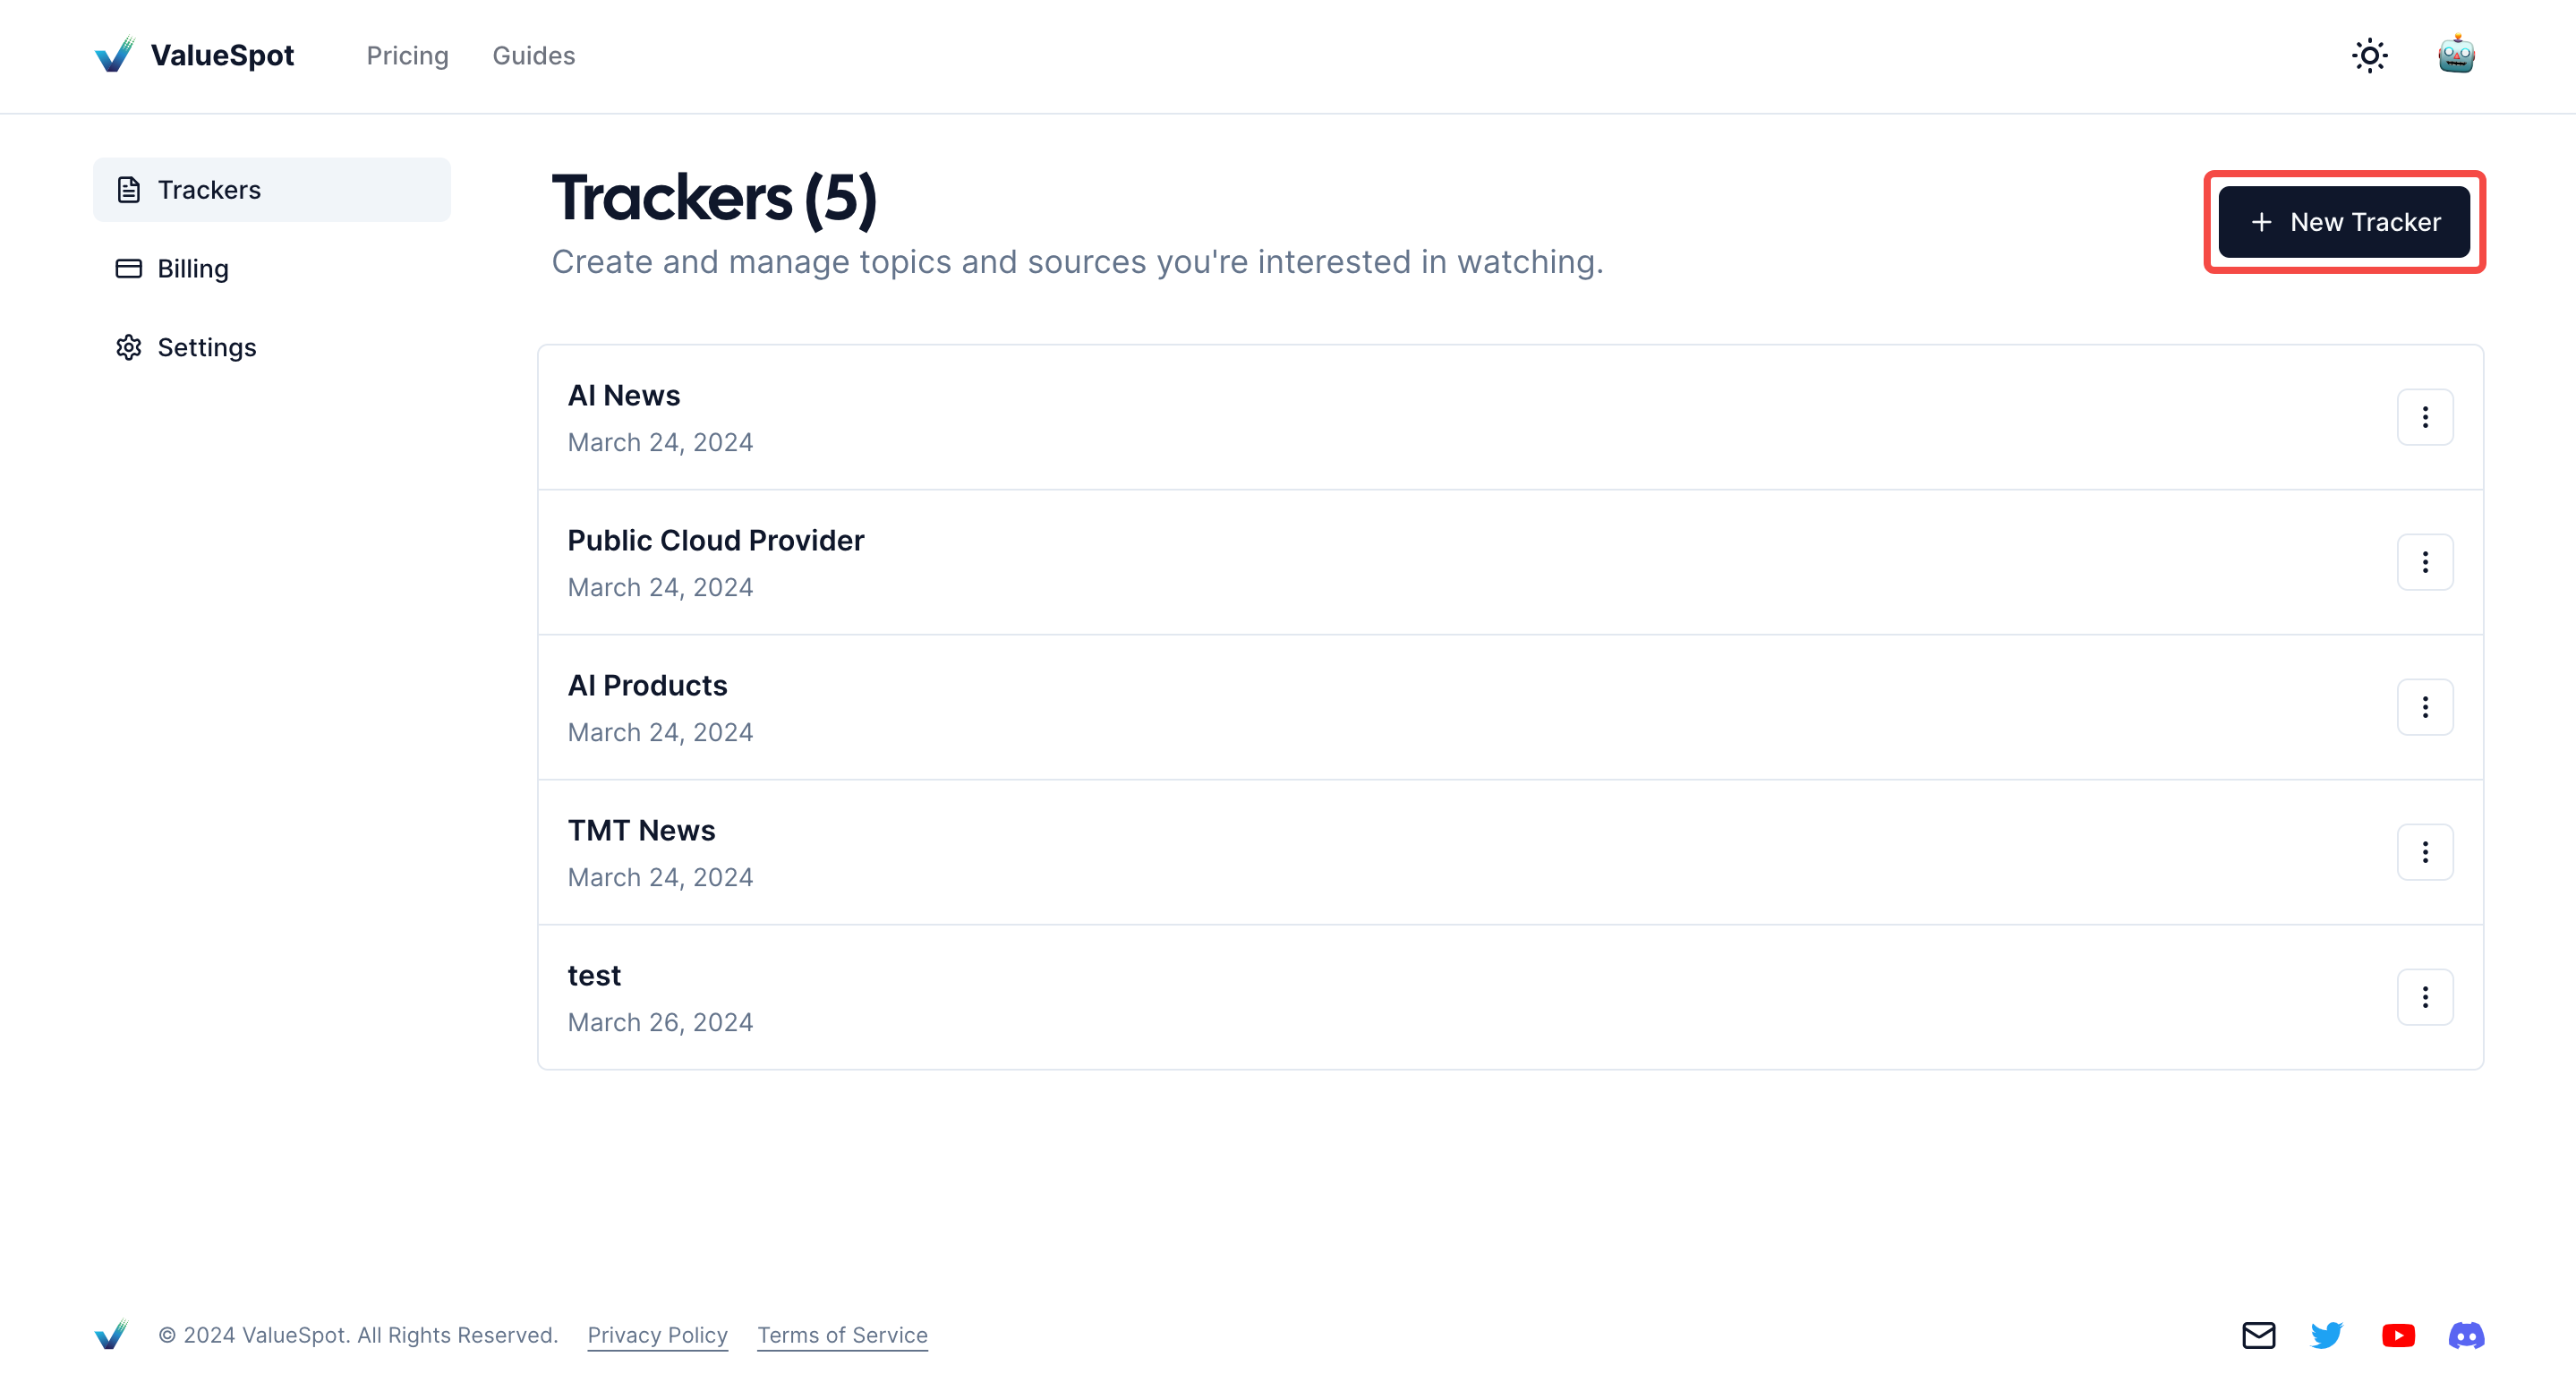 ValueSpot
Pricing
Guides
Trackers
Billing
Settings
Trackers (5)
Create and manage topics and sources you're interested in watching.
New Tracker
AI News
March 24, 2024
Public Cloud Provider
March 24, 2024
AI Products
March 24, 2024
TMT News
March 24, 2024
test
March 26, 2024
© 2024 ValueSpot. All Rights Reserved.
Privacy Policy
Terms of Service